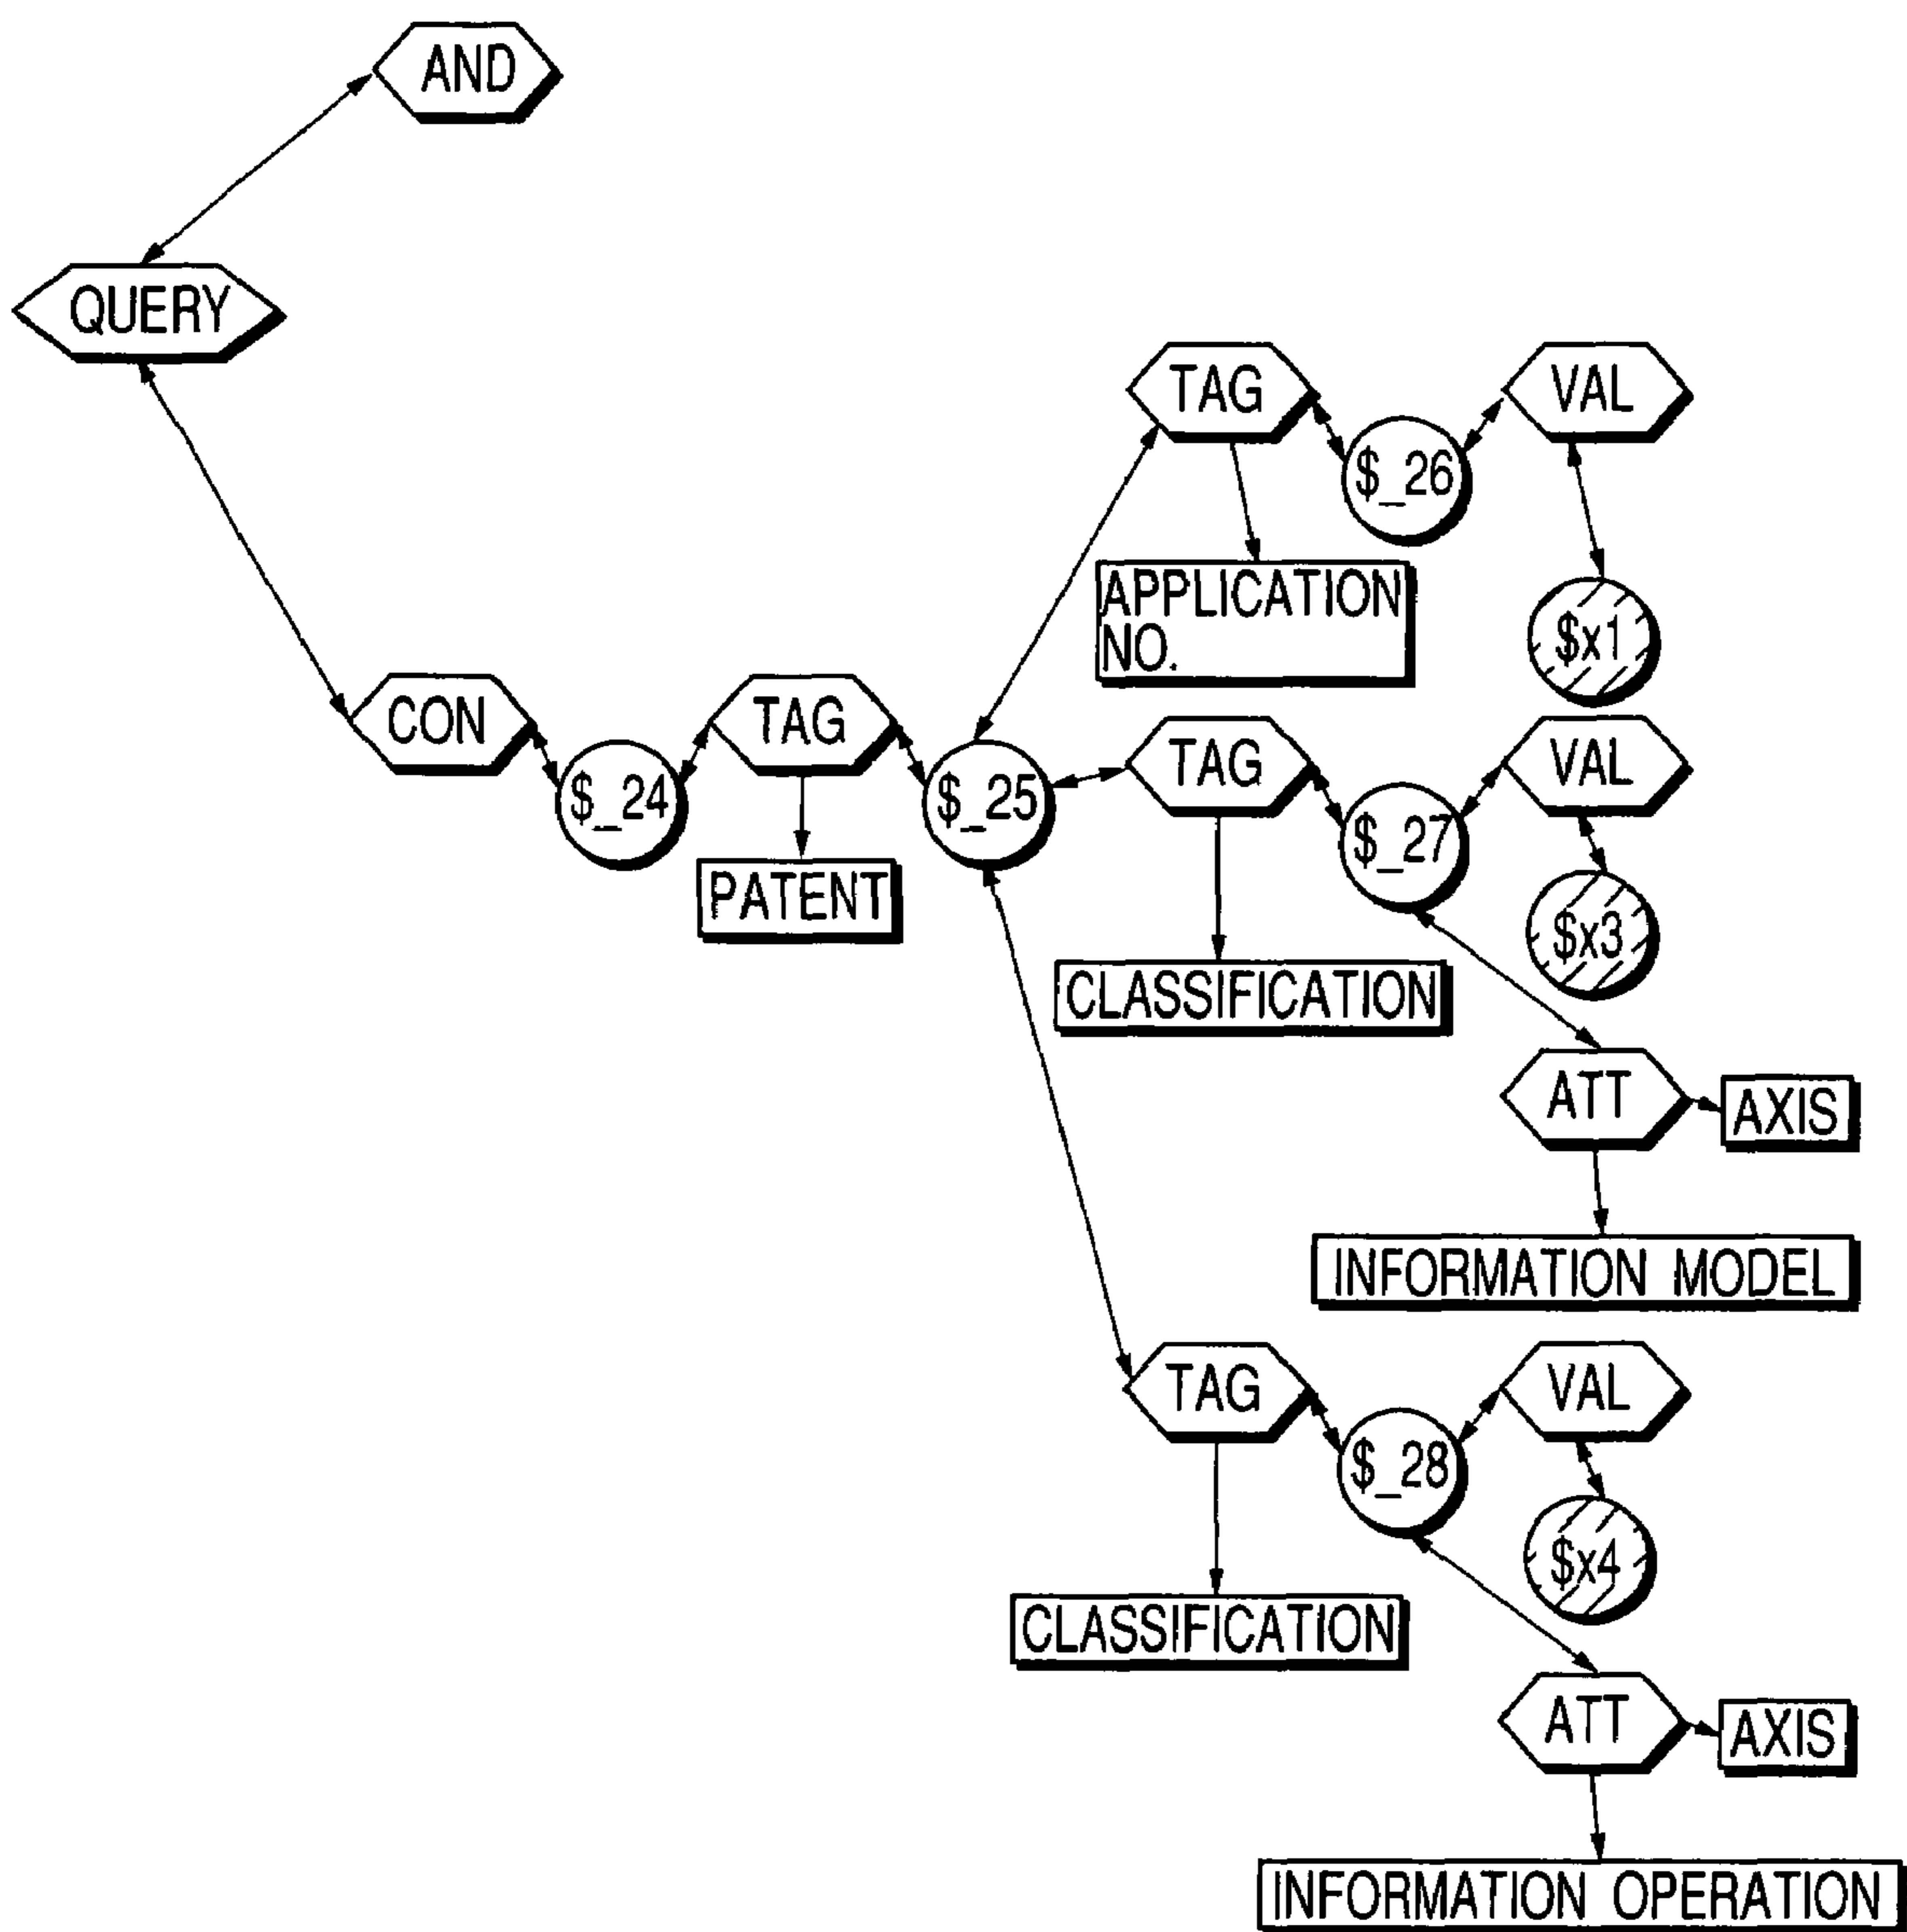 AND
QUERY
TAG
VAL
$_26
APPLICATION
NO.
$x1
CON
TAG
TAG
VAL
$_24
$_25
$_27
PATENT
$x3
CLASSIFICATION
ATT
AXIS
INFORMATION MODEL
TAG
VAL
$_28
$x4
CLASSIFICATION
ATT
AXIS
INFORMATION OPERATION